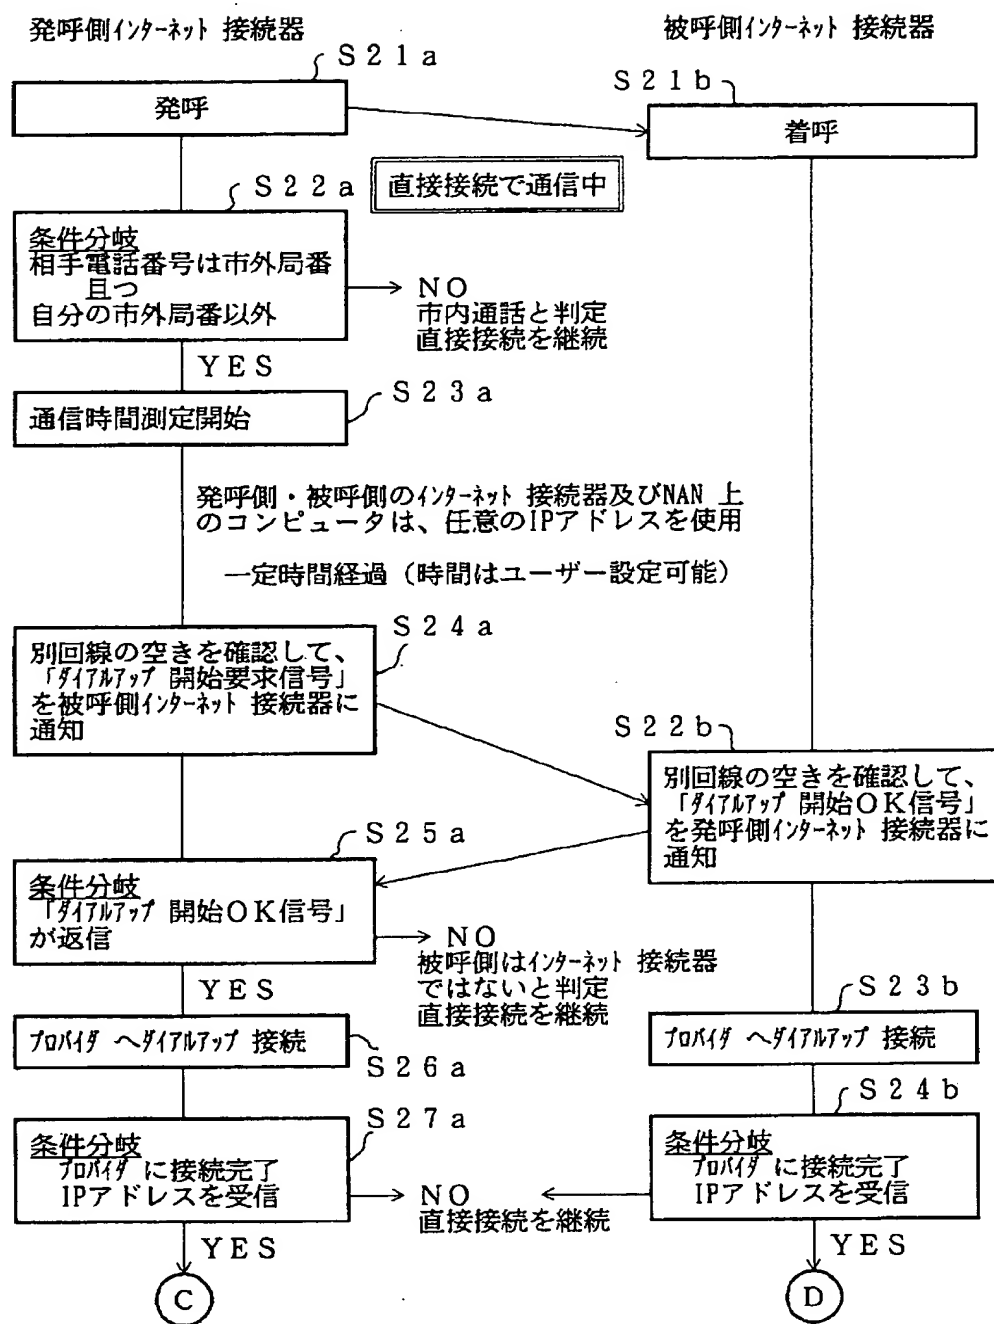 発呼側インターネット 接続器
被呼側インターネット 接続器
S21a
発呼
S21b
着呼
直接接続で通信中
S22a
条件分岐
相手電話番号は市外局番
且つ
自分の市外局番以外
NO
市内通話と判定
直接接続を継続
YES
S23a
通信時間測定開始
発呼側・被呼側のインターネット 接続器及びNAN 上
のコンピュータは、任意のIPアドレスを使用
一定時間経過(時間はユーザー設定可能)
S24a
別回線の空きを確認して、
「ダイアルアップ 開始要求信号」
を被呼側インターネット 接続器に
通知
S22b
別回線の空きを確認して、
「ダイアルアップ 開始OK信号」
を発呼側インターネット 接続器に
通知
S25a
条件分岐
「ダイアルアップ 開始OK信号」
が返信
NO
被呼側はインターネット 接続器
ではないと判定
直接接続を継続
YES
プロバイダ へダイアルアップ 接続
S26a
S23b
プロバイダ へダイアルアップ 接続
S27a
条件分岐
プロバイダ に接続完了
IPアドレスを受信
NO
直接接続を継続
S24b
条件分岐
プロバイダ に接続完了
IPアドレスを受信
YES
YES
C
D